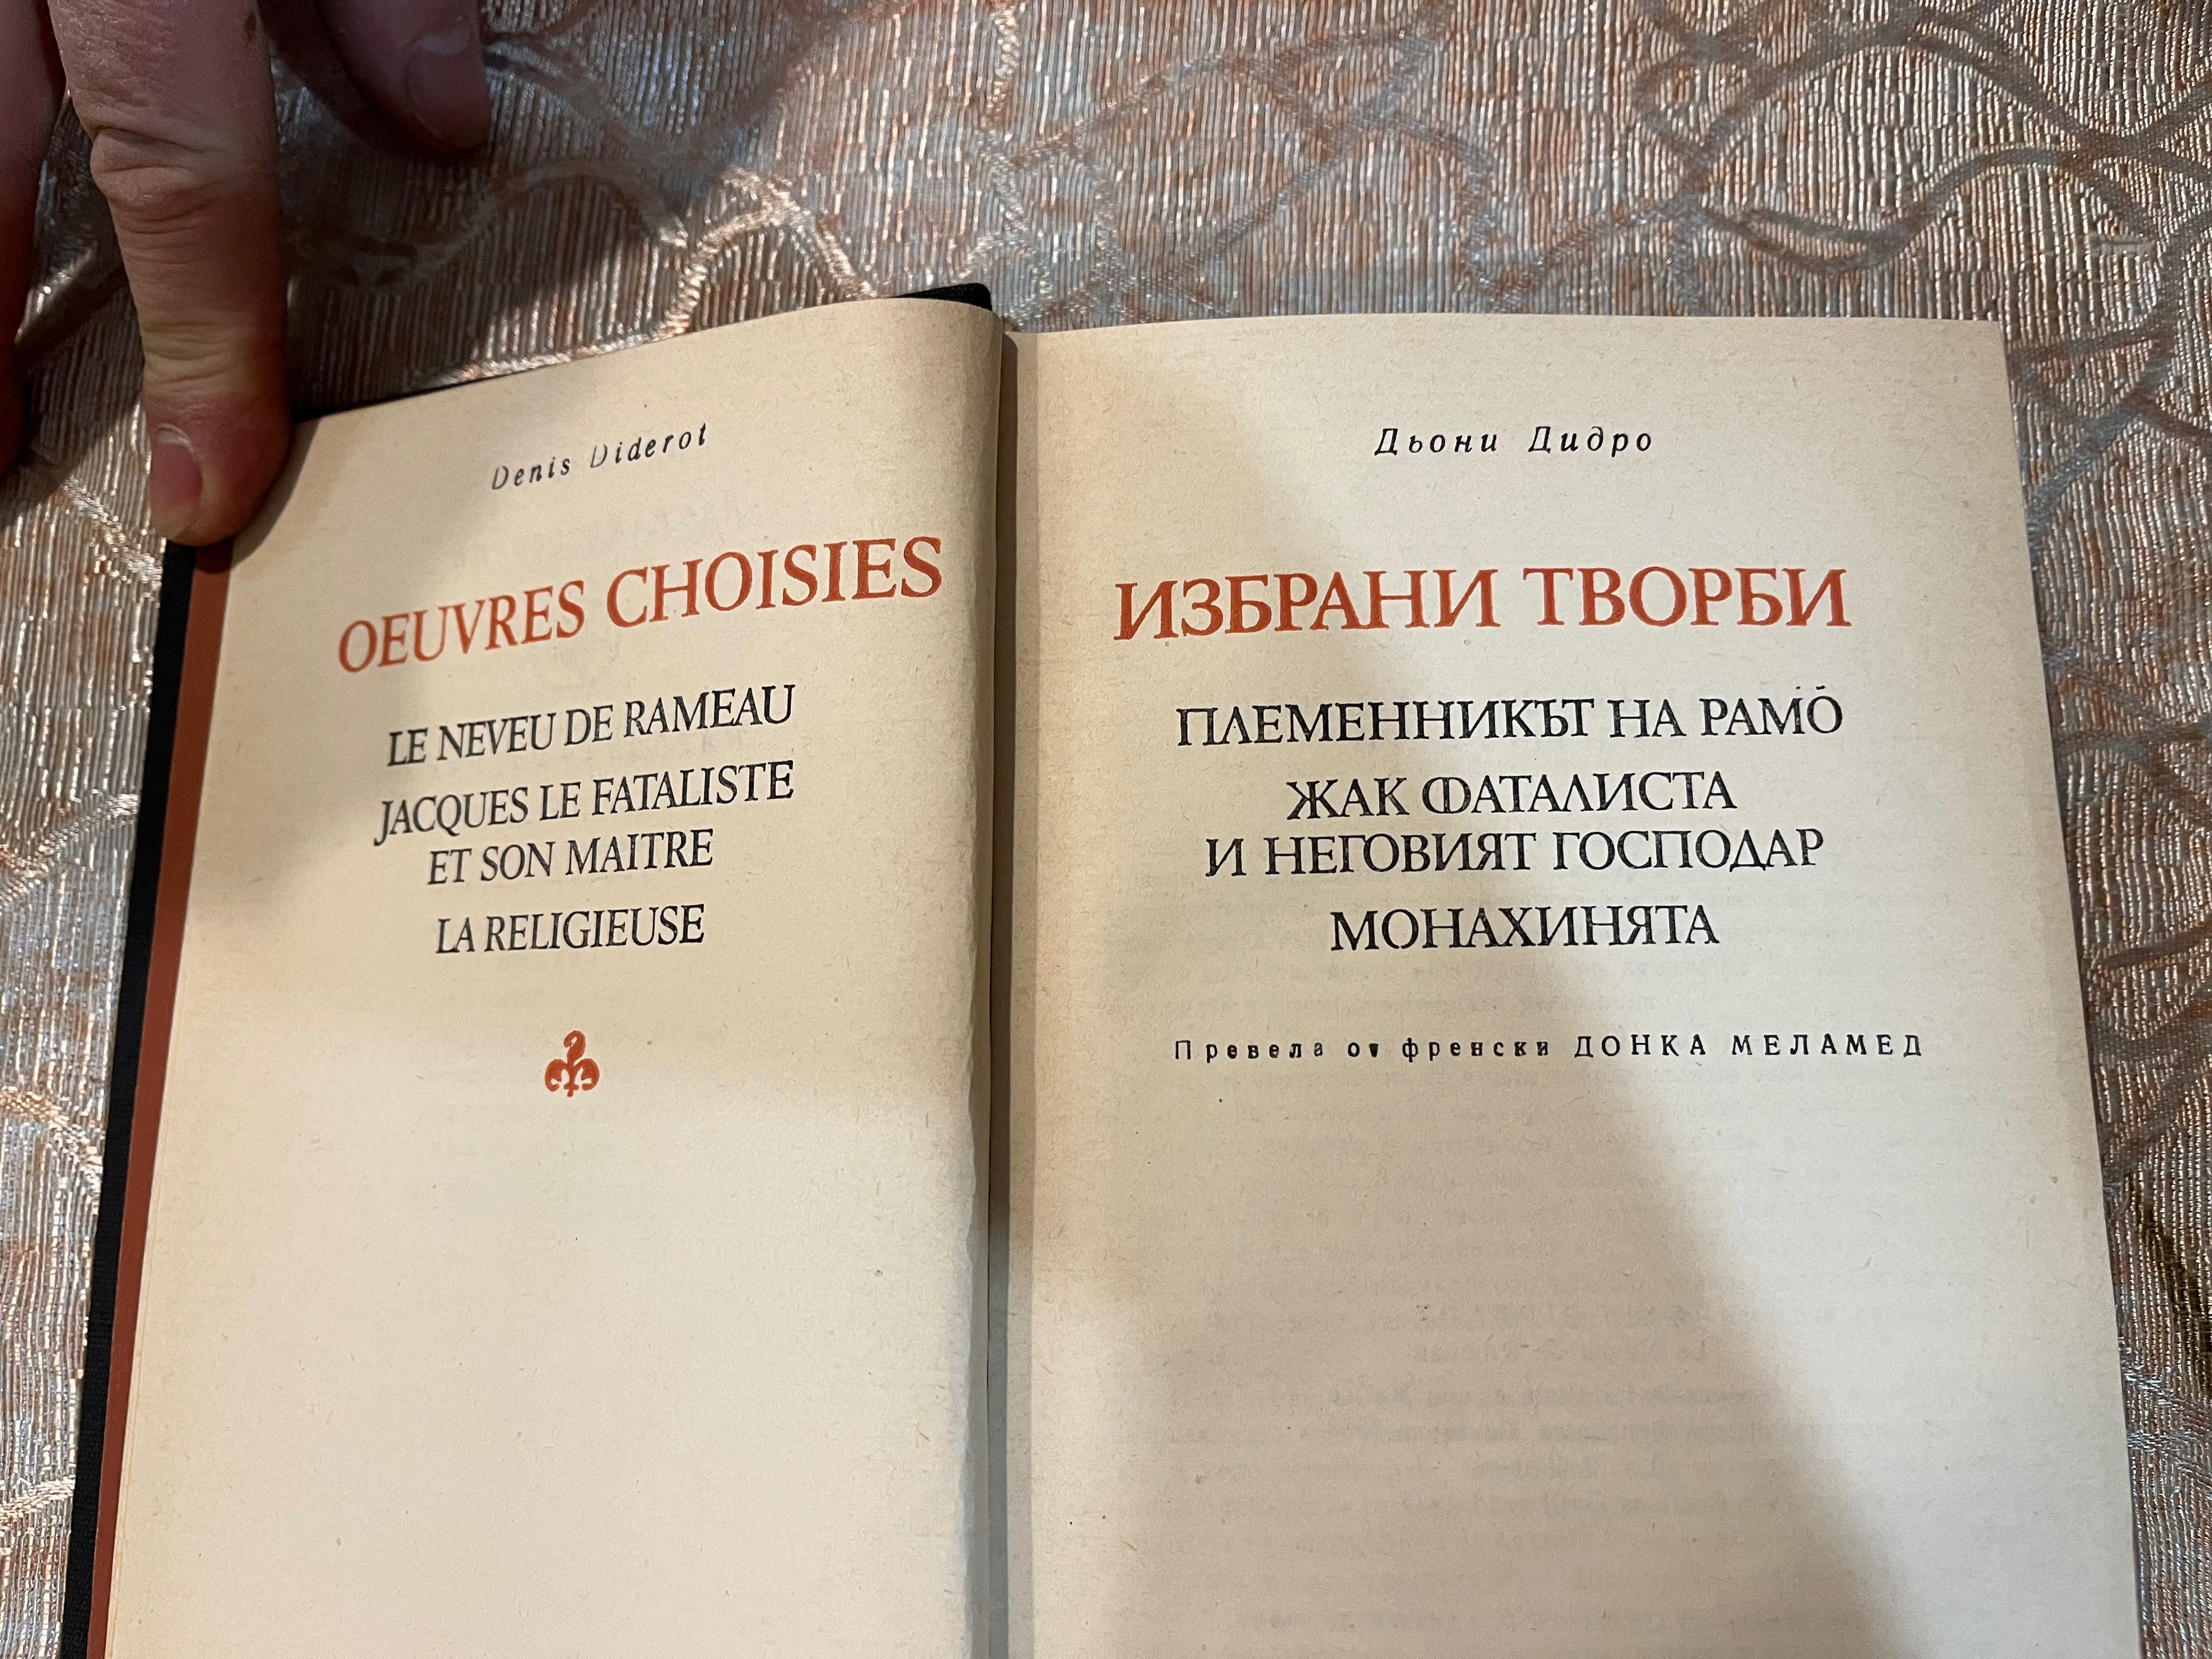 Denis Diderot
OEUVRES CHOISIES
LE NEVEU DE RAMEAU
JACQUES LE FATALISTE
ET SON MAITRE
LA RELIGIEUSE
Дьони Дидро
ИЗБРАНИ ТВОРБИ
ПЛЕМЕННИКЪТ НА РАМО̀
ЖАК ФАТАЛИСТА
И НЕГОВИЯТ ГОСПОДАР
МОНАХИНЯТА
Превела от френски ДОНКА МЕЛАМЕД